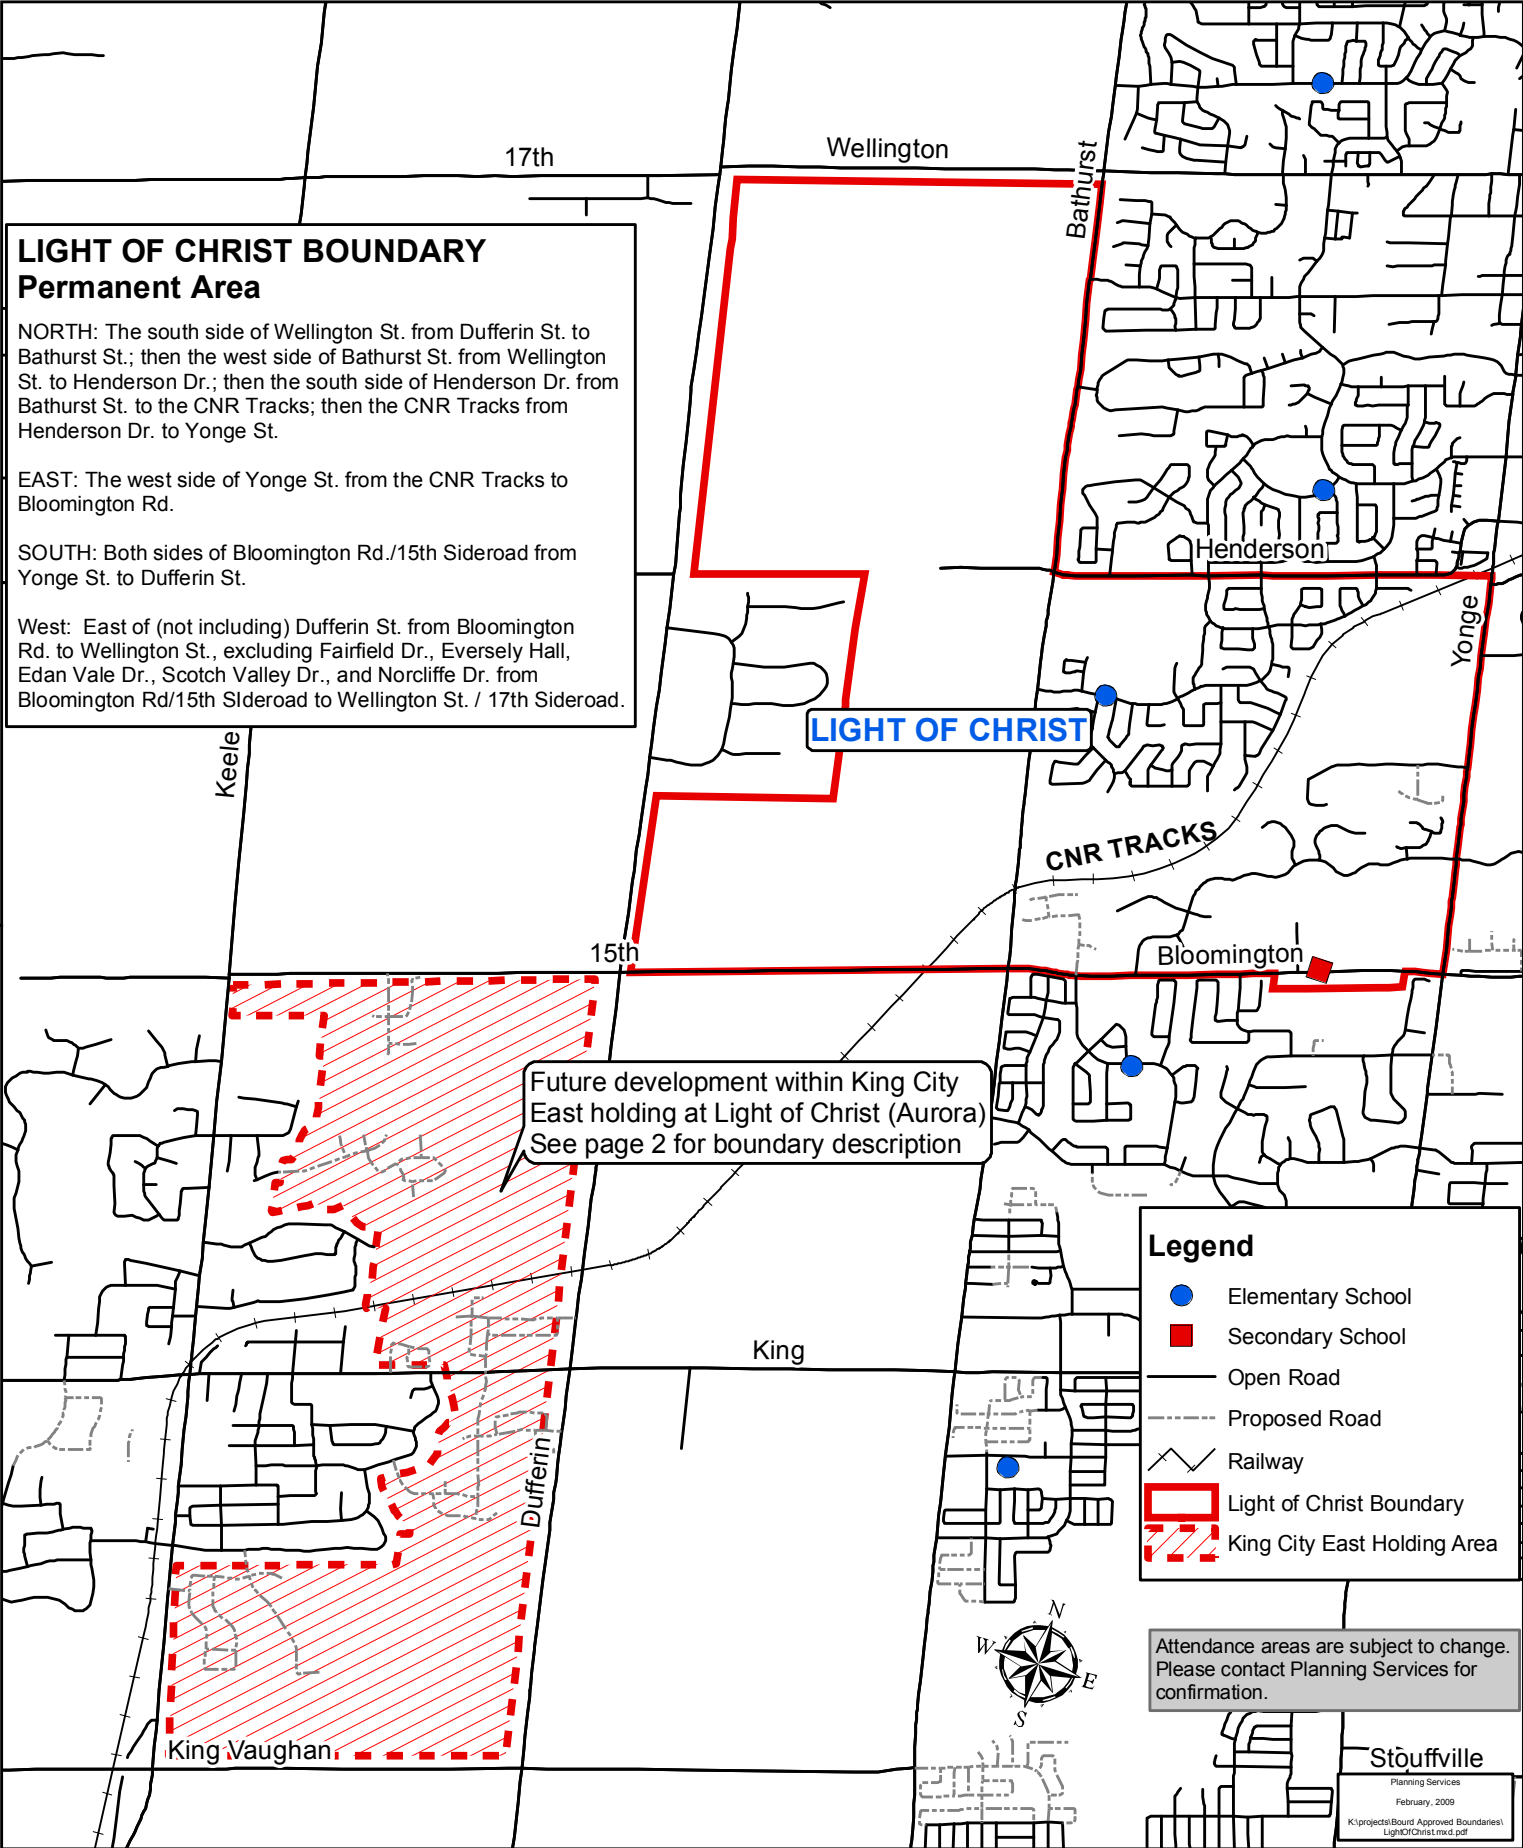 17th
Wellington
Bathurst
LIGHT OF CHRIST BOUNDARY
Permanent Area
NORTH: The south side of Wellington St. from Dufferin St. to
Bathurst St.; then the west side of Bathurst St. from Wellington
St. to Henderson Dr.; then the south side of Henderson Dr. from
Bathurst St. to the CNR Tracks; then the CNR Tracks from
Henderson Dr. to Yonge St.
EAST: The west side of Yonge St. from the CNR Tracks to
Bloomington Rd.
SOUTH: Both sides of Bloomington Rd./15th Sideroad from
Yonge St. to Dufferin St.
West: East of (not including) Dufferin St. from Bloomington
Rd. to Wellington St., excluding Fairfield Dr., Eversely Hall,
Edan Vale Dr., Scotch Valley Dr., and Norcliffe Dr. from
Bloomington Rd/15th SIderoad to Wellington St. / 17th Sideroad.
Henderson
Yonge
LIGHT OF CHRIST
Keele
CNR TRACKS
15th
Bloomington
Future development within King City
East holding at Light of Christ (Aurora)
See page 2 for boundary description
King
Dufferin
Legend
Elementary School
Secondary School
Open Road
Proposed Road
Railway
Light of Christ Boundary
King City East Holding Area
N
W
E
S
Attendance areas are subject to change.
Please contact Planning Services for
confirmation.
King Vaughan
Stouffville
Planning Services
February, 2009
K:\projects\Bourd Approved Boundaries\
LightOfChrist.mxd.pdf